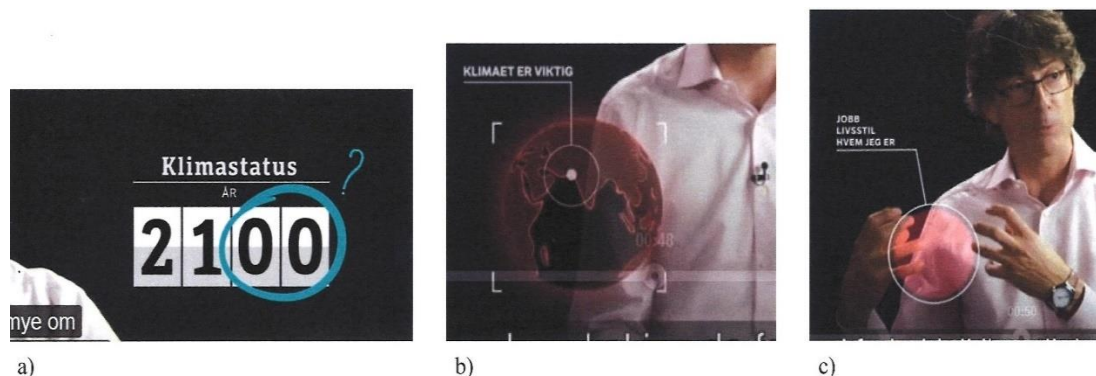 Klimastatus
ÅR
2100
?
mye om
a)
KLIMAET ER VIKTIG
00:48
b)
JOBB
LIVSSTIL
HVEM JEG ER
00:50
c)